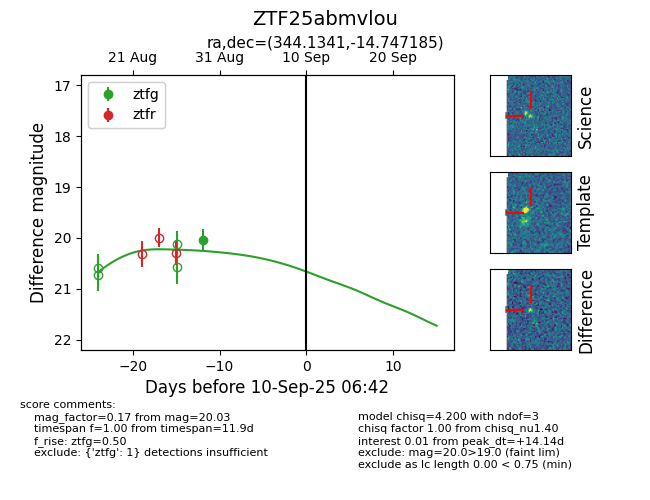 ZTF25abmvlou
ra,dec=(344.1341,-14.747185)
21 Aug 31 Aug 10 Sep 20 Sep
17
18
19
20
21
22
Difference magnitude
ztfg
ztfr
−20 −10 0 10
Days before 10-Sep-25 06:42
Science
Template
Difference
score comments:
mag_factor=0.17 from mag=20.03
timespan f=1.00 from timespan=11.9d
f_rise: ztfg=0.50
exclude: {'ztfg': 1} detections insufficient
model chisq=4.200 with ndof=3
chisq factor 1.00 from chisq_nu1.40
interest 0.01 from peak_dt=+14.14d
exclude: mag=20.0>19.0 (faint lim)
exclude as lc length 0.00 < 0.75 (min)